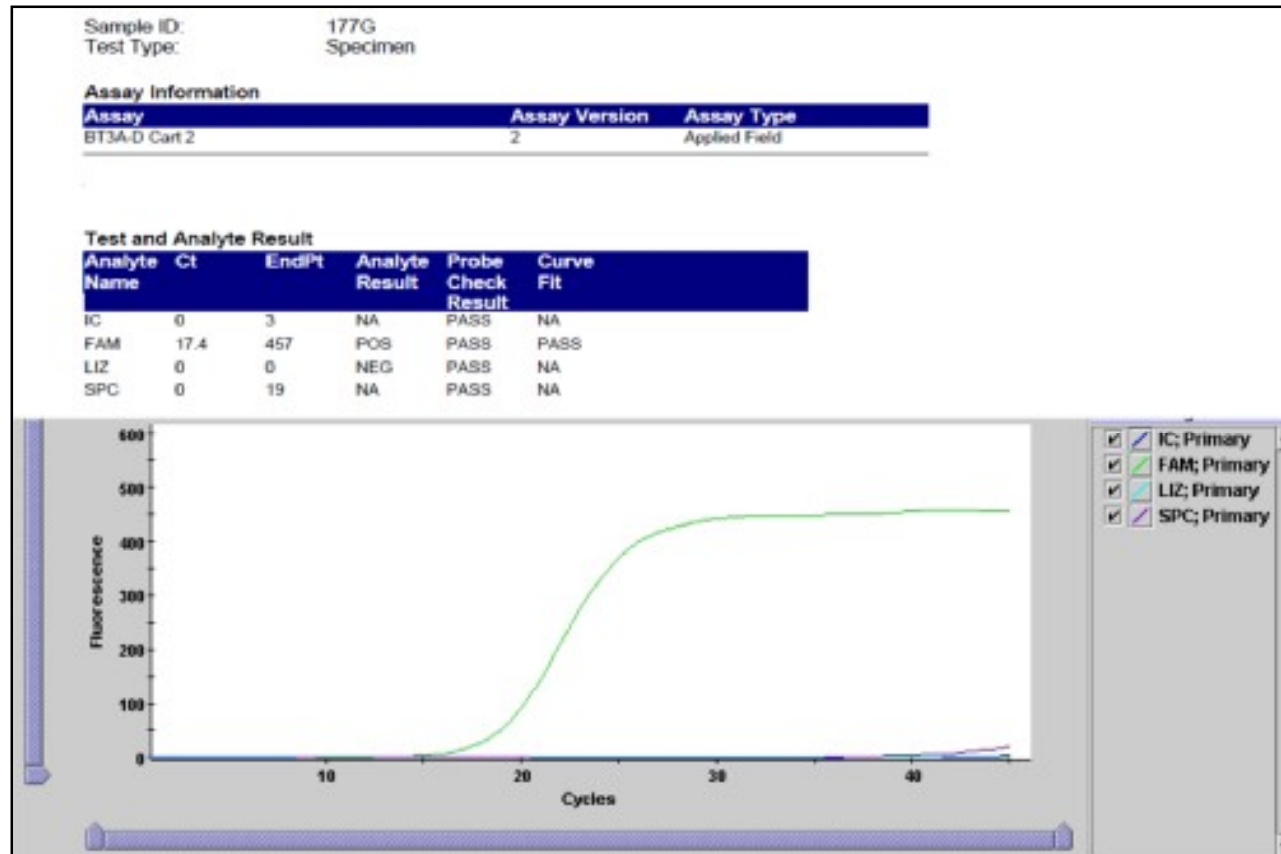 Sample ID: 177G
Test Type: Specimen
Assay Information
Assay Assay Version Assay Type
BT3A-D Cart 2 2 Applied Field
Test and Analyte Result
Analyte Name Ct EndPt Analyte Result Probe Check Result Curve Fit
IC 0 3 NA PASS NA
FAM 17.4 457 POS PASS PASS
LIZ 0 0 NEG PASS NA
SPC 0 19 NA PASS NA
600
500
400
300
200
100
0
Fluorescence
10 20 30 40
Cycles
IC; Primary
FAM; Primary
LIZ; Primary
SPC; Primary